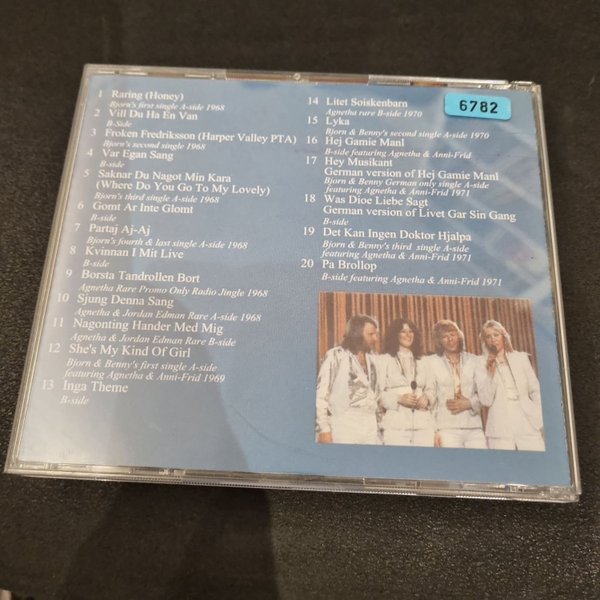 1 Raring (Honey)
Bjorn's first single A-side 1968
2 Vill Du Ha En Van
B-Side
3 Froken Fredriksson (Harper Valley PTA)
Bjorn's second single 1968
4 Var Egan Sang
B-side
5 Saknar Du Nagot Min Kara
(Where Do You Go To My Lovely)
Bjorn's third single A-side 1968
6 Gomt Ar Inte Glomt
B-side
7 Partaj Aj-Aj
Bjorn's fourth & last single A-side 1968
8 Kvinnan I Mit Live
B-side
9 Borsta Tandrollen Bort
Agnetha Rare Promo Only Radio Jingle 1968
10 Sjung Denna Sang
Agnetha & Jordan Edman Rare A-side 1968
11 Nagonting Hander Med Mig
Agnetha & Jordan Edman Rare B-side
12 She's My Kind Of Girl
Bjorn & Benny's first single A-side
featuring Agnetha & Anni-Frid 1969
13 Inga Theme
B-side
14 Litet Soiskenbarn
Agnetha rare B-side 1970
15 Lyka
Bjorn & Benny's second single A-side 1970
16 Hej Gamie Manl
B-side featuring Agnetha & Anni-Frid
17 Hey Musikant
German version of Hej Gamie Manl
Bjorn & Benny German only single A-side
featuring Agnetha & Anni-Frid 1971
18 Was Dioe Liebe Sagt
German version of Livet Gar Sin Gang
B-side
19 Det Kan Ingen Doktor Hjalpa
Bjorn & Benny's third single A-side
featuring Agnetha & Anni-Frid 1971
20 Pa Brollop
B-side featuring Agnetha & Anni-Frid 1971
6782